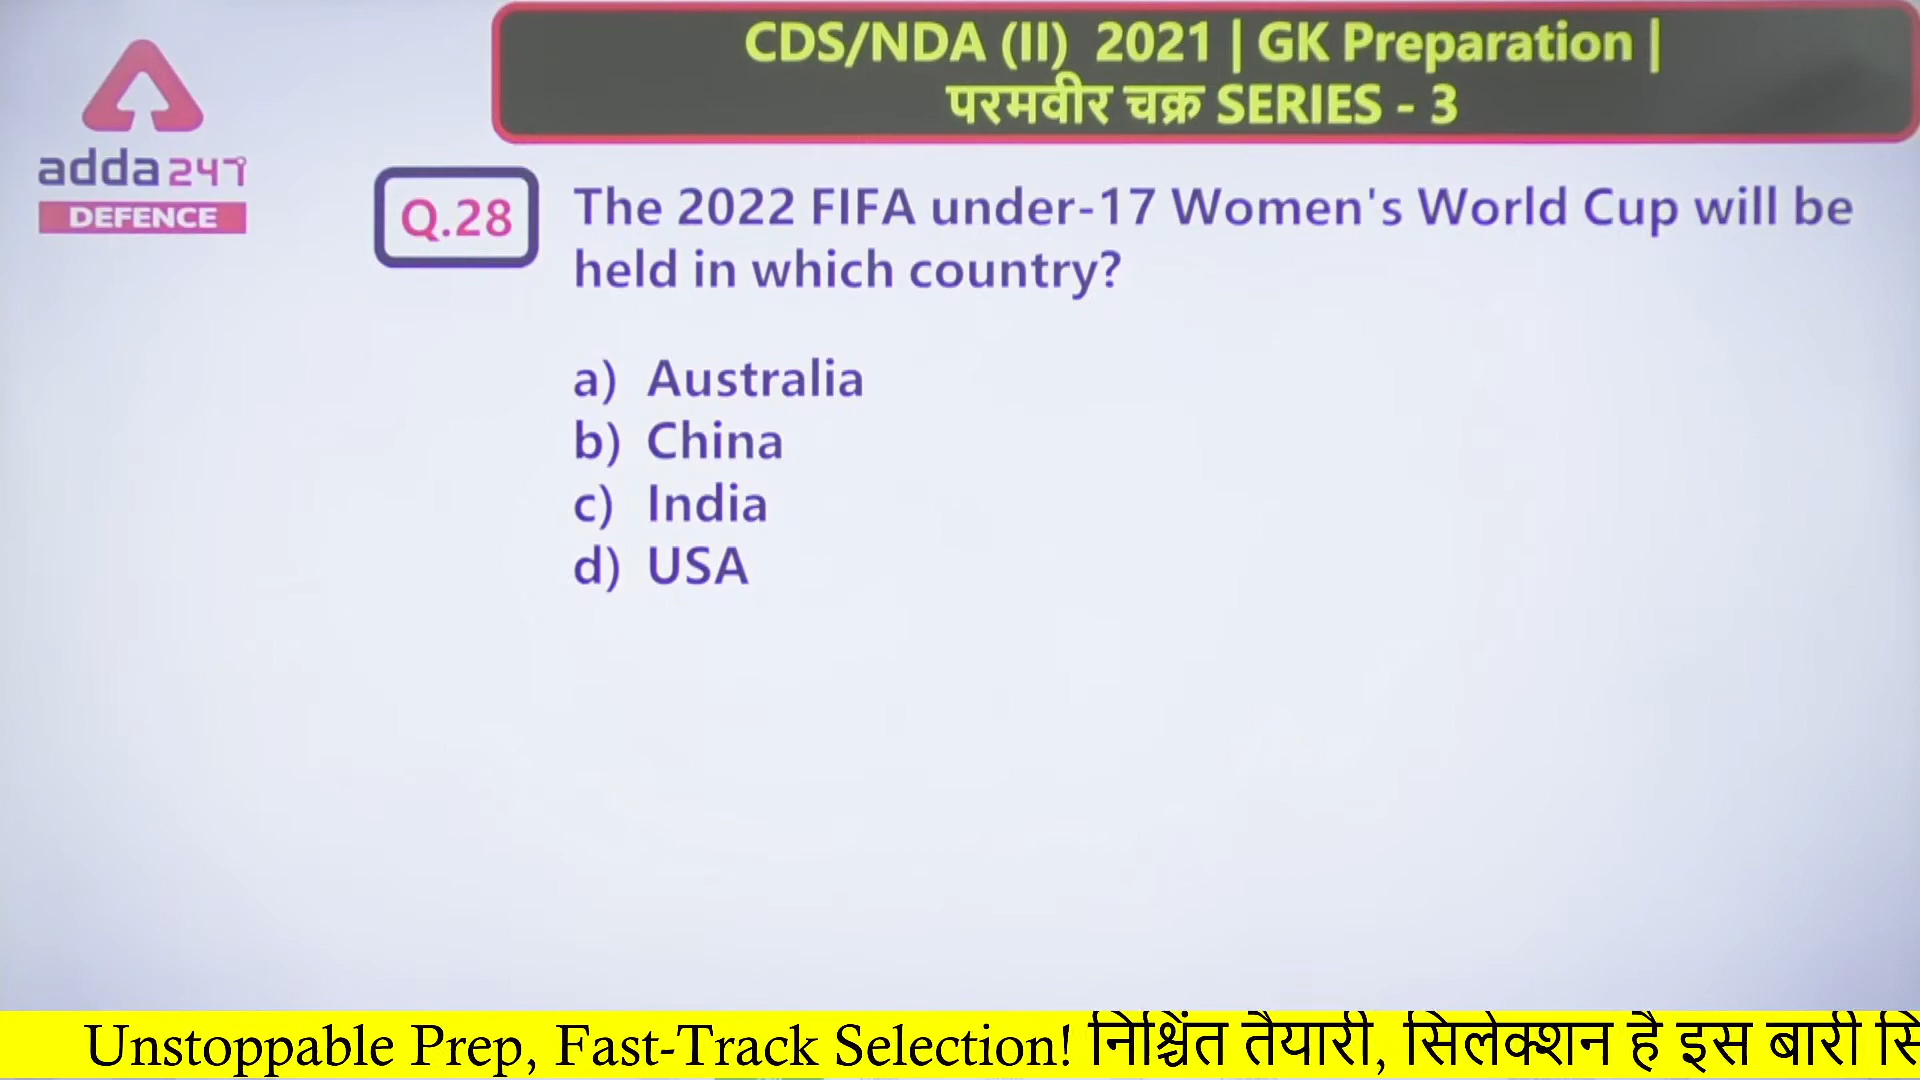 CDS/NDA (II) 2021 | GK Preparation |
परमवीर चक्र SERIES - 3
adda247
DEFENCE
Q.28
The 2022 FIFA under-17 Women's World Cup will be
held in which country?
a) Australia
b) China
c) India
d) USA
Unstoppable Prep, Fast-Track Selection! निश्चिंत तैयारी, सिलेक्शन है इस बारी